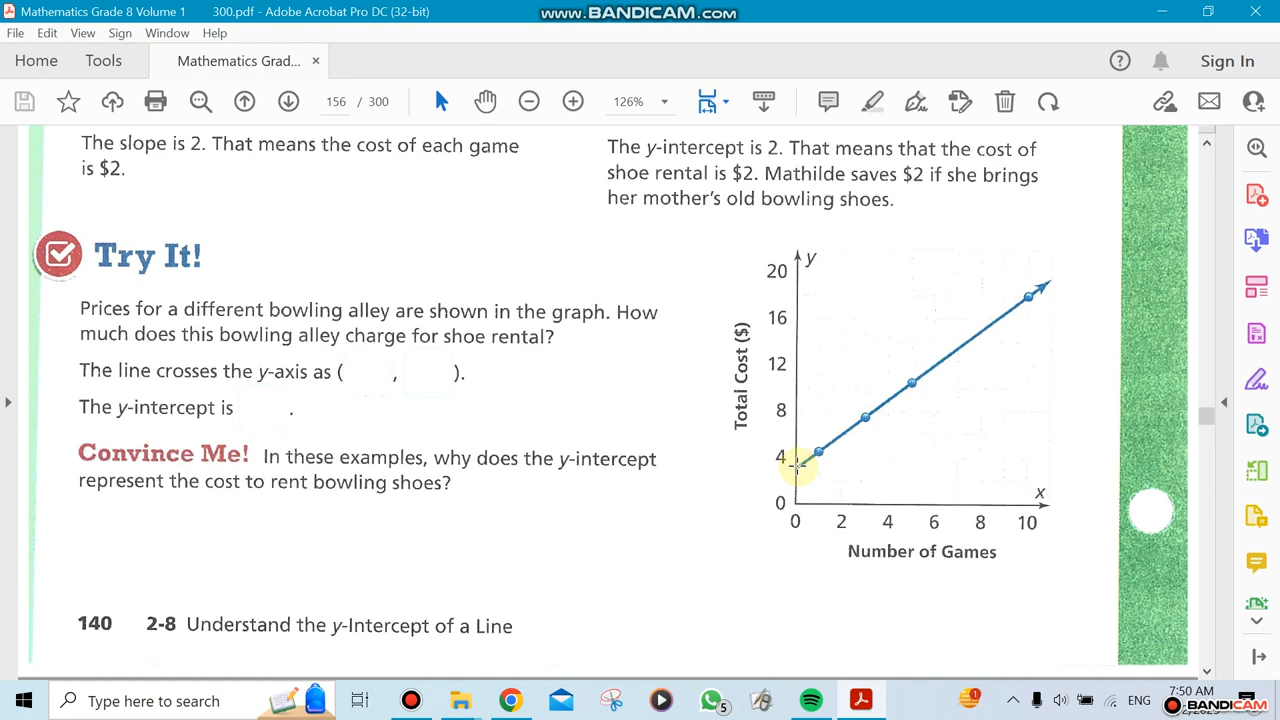 Mathematics Grade 8 Volume 1 300.pdf - Adobe Acrobat Pro DC (32-bit)
www.BANDICAM.com
File Edit View Sign Window Help
Home Tools Mathematics Grad... × Sign In
156 / 300 126%
The slope is 2. That means the cost of each game
is $2.
The y-intercept is 2. That means that the cost of
shoe rental is $2. Mathilde saves $2 if she brings
her mother's old bowling shoes.
Try It!
Prices for a different bowling alley are shown in the graph. How
much does this bowling alley charge for shoe rental?
The line crosses the y-axis as ( , ).
The y-intercept is .
Convince Me! In these examples, why does the y-intercept
represent the cost to rent bowling shoes?
y
20
16
12
8
4
0
Total Cost ($)
x
0 2 4 6 8 10
Number of Games
140 2-8 Understand the y-Intercept of a Line
Type here to search
5
1
ENG
7:50 AM
BANDICAM